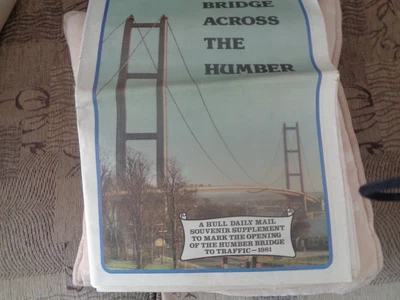 BRIDGE
ACROSS
THE
HUMBER
A HULL DAILY MAIL
SOUVENIR SUPPLEMENT
TO MARK THE OPENING
OF THE HUMBER BRIDGE
TO TRAFFIC—1981